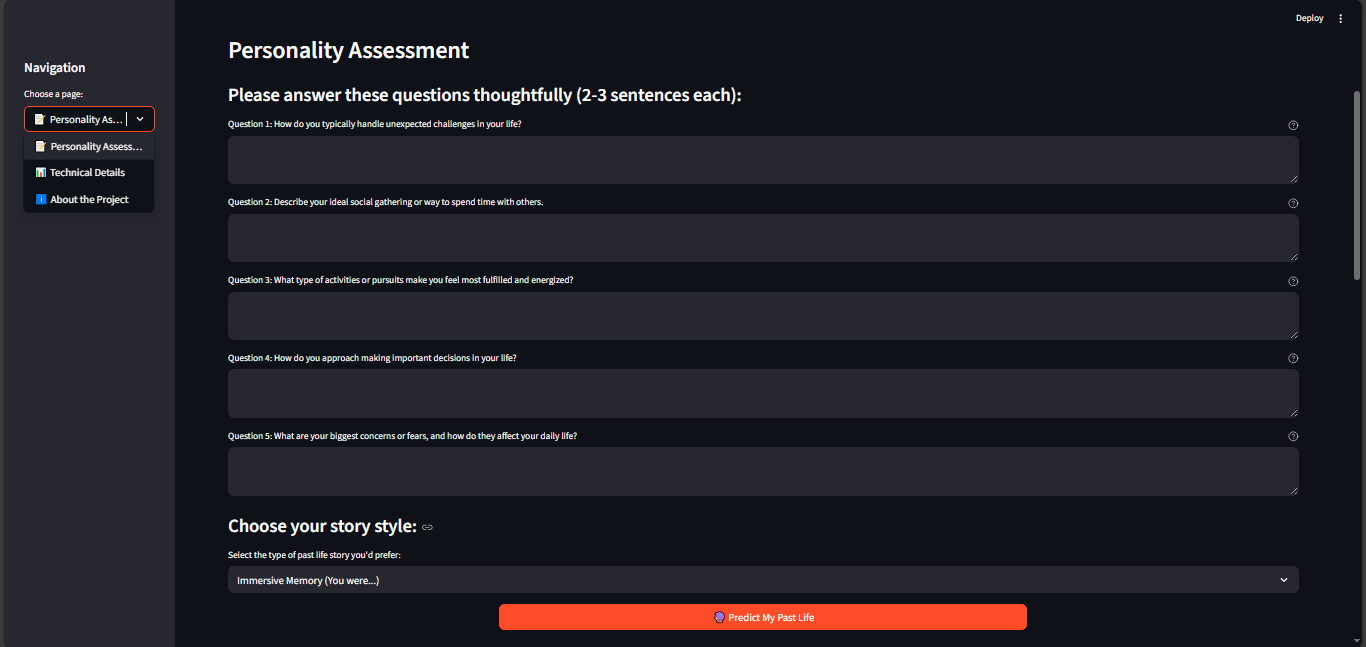 Deploy
Navigation
Choose a page:
Personality As...
Personality Assess...
Technical Details
About the Project
Personality Assessment
Please answer these questions thoughtfully (2-3 sentences each):
Question 1: How do you typically handle unexpected challenges in your life?
Question 2: Describe your ideal social gathering or way to spend time with others.
Question 3: What type of activities or pursuits make you feel most fulfilled and energized?
Question 4: How do you approach making important decisions in your life?
Question 5: What are your biggest concerns or fears, and how do they affect your daily life?
Choose your story style:
Select the type of past life story you'd prefer:
Immersive Memory (You were...)
Predict My Past Life